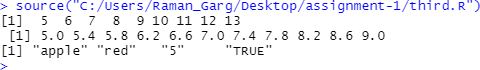 > source("C:/Users/Raman_Garg/Desktop/assignment-1/third.R")
[1]  5  6  7  8  9 10 11 12 13
 [1] 5.0 5.4 5.8 6.2 6.6 7.0 7.4 7.8 8.2 8.6 9.0
[1] "apple" "red"   "5"     "TRUE"
>